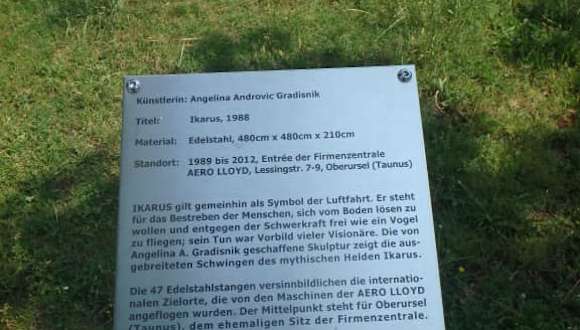 Künstlerin: Angelina Androvic Gradisnik
Titel: Ikarus, 1988
Material: Edelstahl, 480cm x 480cm x 210cm
Standort: 1989 bis 2012, Entrée der Firmenzentrale
AERO LLOYD, Lessingstr. 7-9, Oberursel (Taunus)
IKARUS gilt gemeinhin als Symbol der Luftfahrt. Er steht
für das Bestreben der Menschen, sich vom Boden lösen zu
wollen und entgegen der Schwerkraft frei wie ein Vogel
zu fliegen; sein Tun war Vorbild vieler Visionäre. Die von
Angelina A. Gradisnik geschaffene Skulptur zeigt die aus-
gebreiteten Schwingen des mythischen Helden Ikarus.
Die 47 Edelstahlstangen versinnbildlichen die internatio-
nalen Zielorte, die von den Maschinen der AERO LLOYD
angeflogen wurden. Der Mittelpunkt steht für Oberursel
(Taunus), dem ehemaligen Sitz der Firmenzentrale.